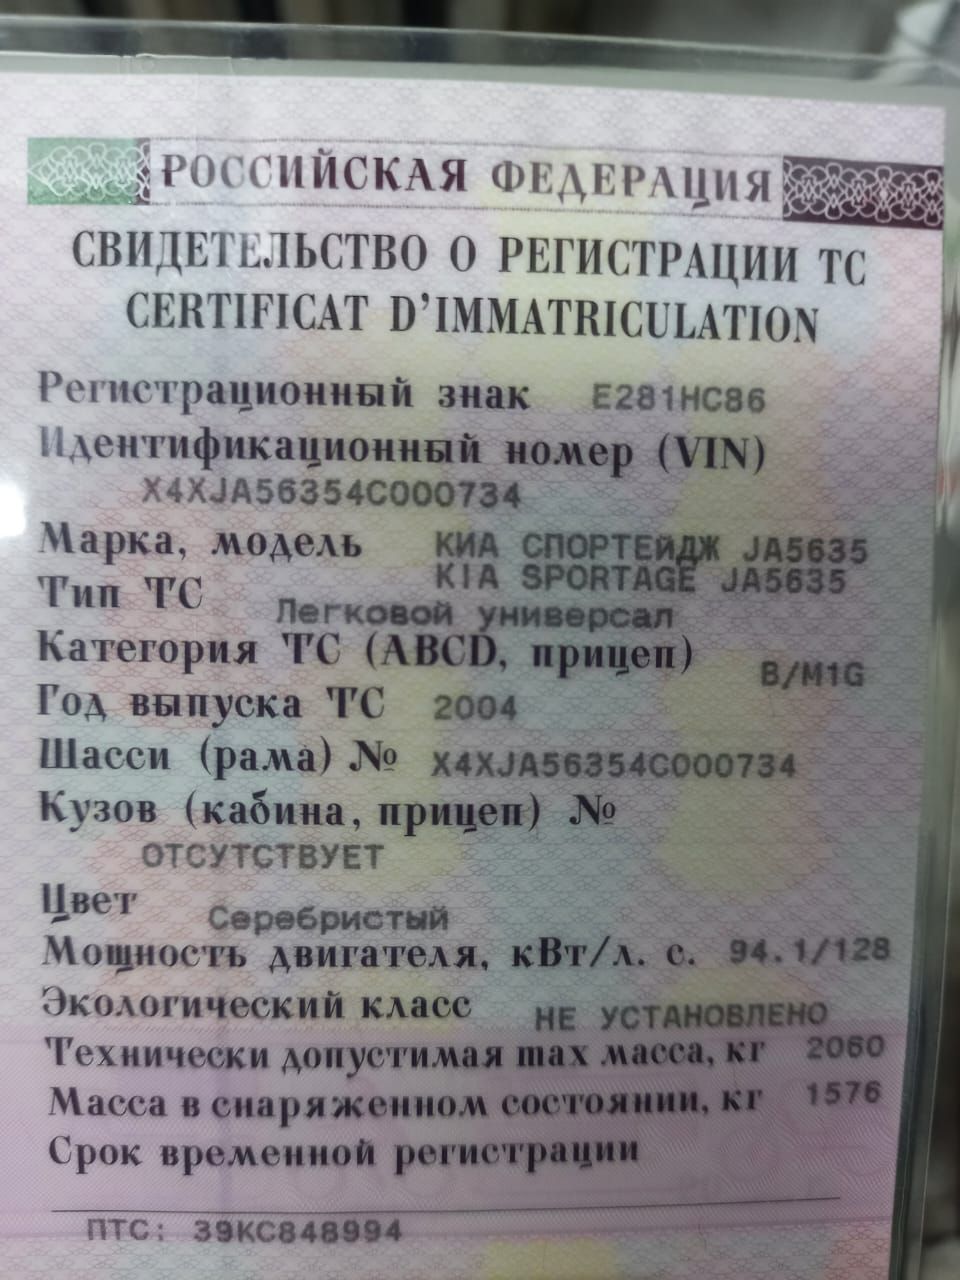 РОССИЙСКАЯ ФЕДЕРАЦИЯ
СВИДЕТЕЛЬСТВО О РЕГИСТРАЦИИ ТС
CERTIFICAT D'IMMATRICULATION
Регистрационный знак Е281НС86
Идентификационный номер (VIN)
X4XJA56354C000734
Марка, модель КИА СПОРТЕЙДЖ JA5635
KIA SPORTAGE JA5635
Тип ТС Легковой универсал
Категория ТС (ABCD, прицеп) B/M1G
Год выпуска ТС 2004
Шасси (рама) № X4XJA56354C000734
Кузов (кабина, прицеп) №
ОТСУТСТВУЕТ
Цвет Серебристый
Мощность двигателя, кВт/л. с. 94.1/128
Экологический класс НЕ УСТАНОВЛЕНО
Технически допустимая max масса, кг 2060
Масса в снаряженном состоянии, кг 1576
Срок временной регистрации
ПТС: 39КС848994